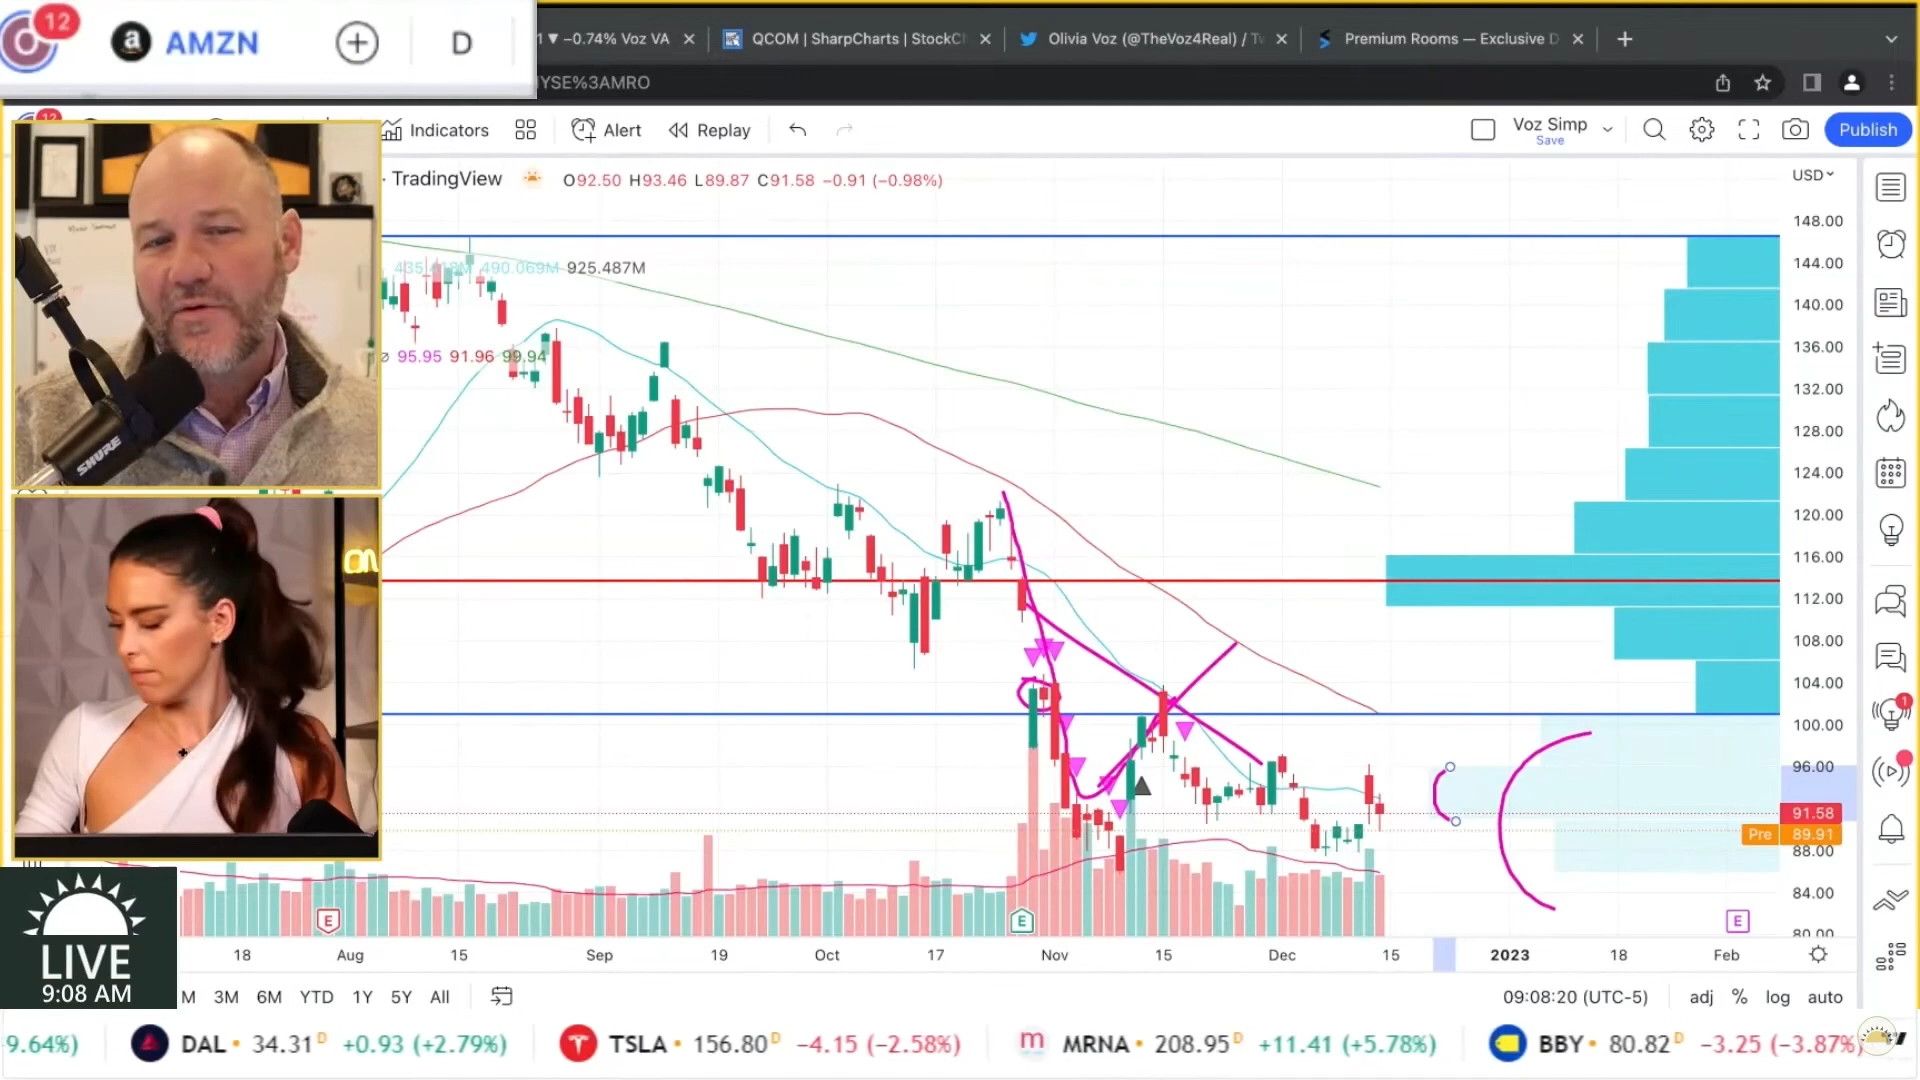 12
AMZN
D
1 ▼ −0.74% Voz VA
QCOM | SharpCharts | StockCh
Olivia Voz (@TheVoz4Real) / Tw
Premium Rooms — Exclusive D
YSE%3AMRO
Indicators
Alert
Replay
Voz Simp
Save
Publish
TradingView
O92.50 H93.46 L89.87 C91.58 −0.91 (−0.98%)
USD
490.069M 925.487M
95.95 91.96 99.94
148.00
144.00
140.00
136.00
132.00
128.00
124.00
120.00
116.00
112.00
108.00
104.00
100.00
96.00
91.58
Pre 89.91
88.00
84.00
80.00
1
SHURE
E
E
E
18 Aug 15 Sep 19 Oct 17 Nov 15 Dec 15 2023 18 Feb
LIVE
9:08 AM
M 3M 6M YTD 1Y 5Y All
09:08:20 (UTC-5) adj % log auto
9.64%) DAL • 34.31 D +0.93 (+2.79%) TSLA • 156.80 D −4.15 (−2.58%) m MRNA • 208.95 D +11.41 (+5.78%) BBY • 80.82 D −3.25 (−3.87%)